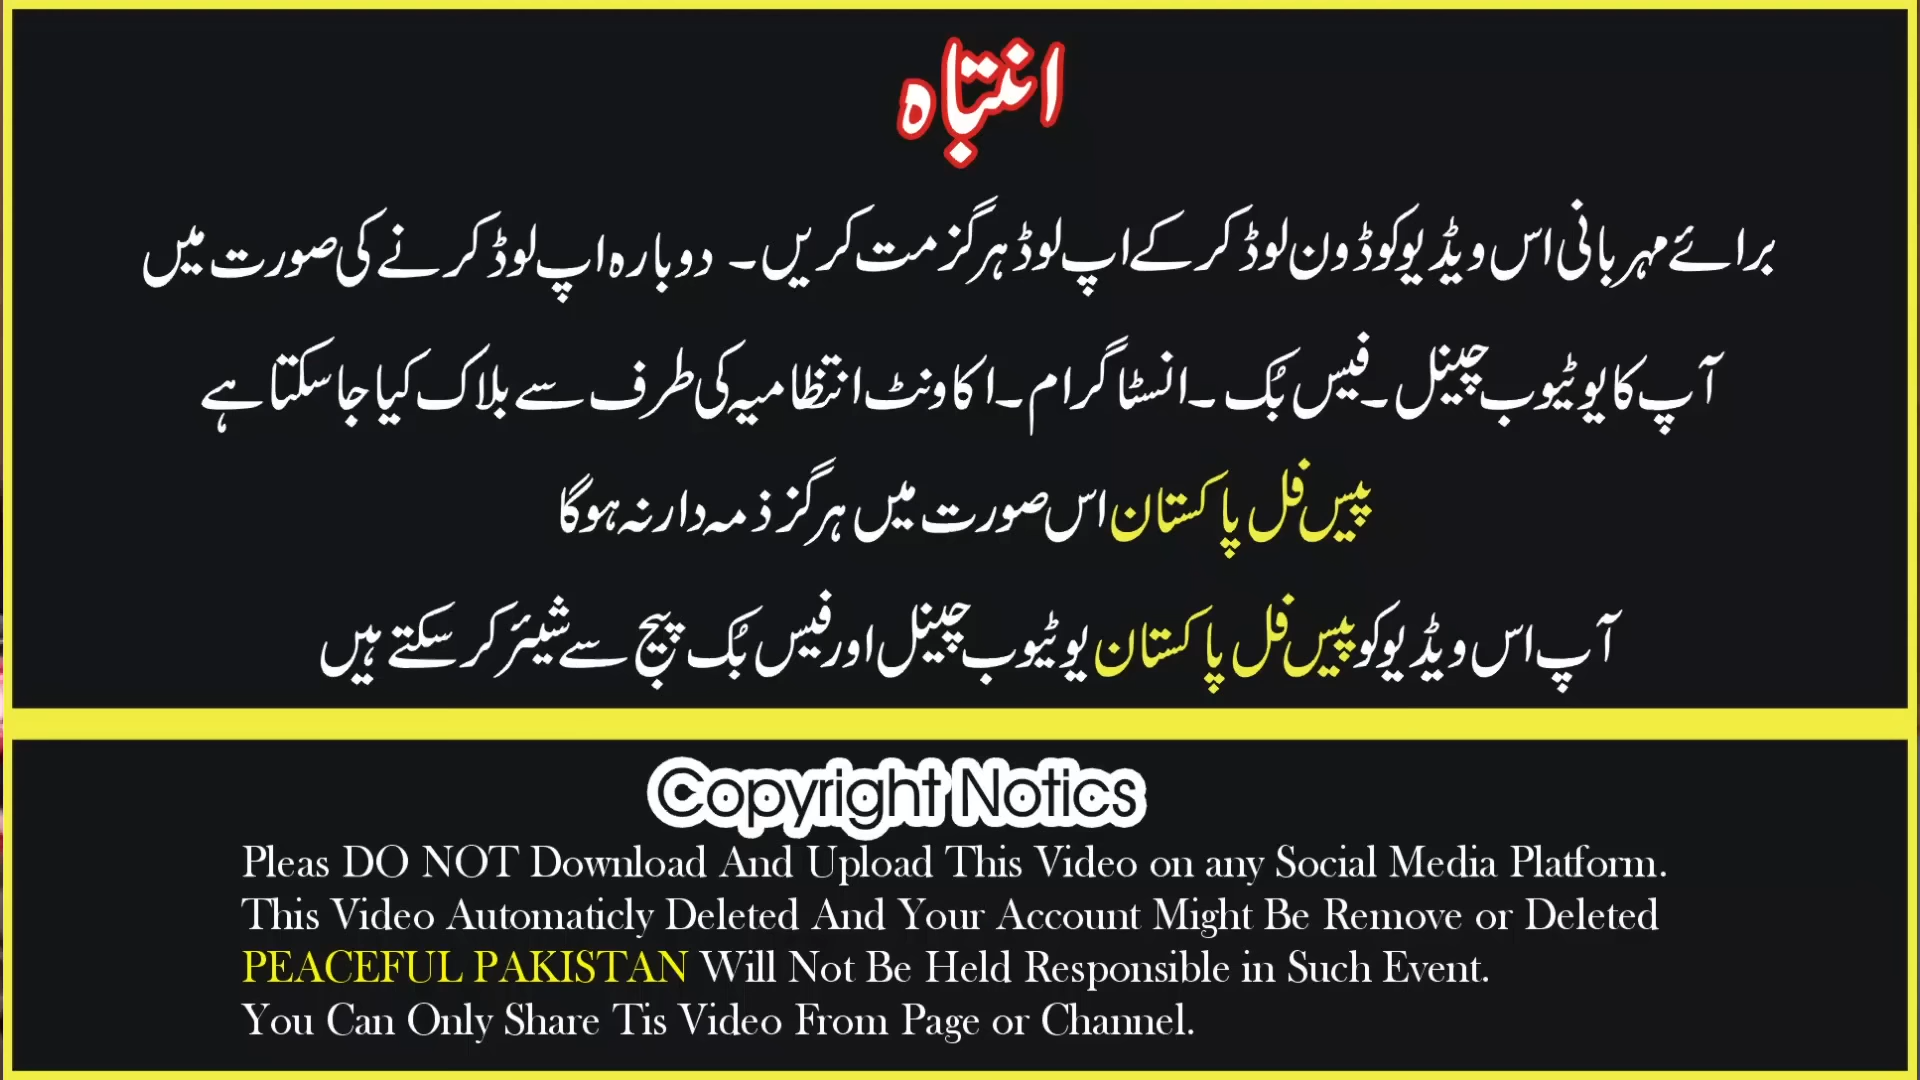 انتباہ
برائے مہربانی اس ویڈیو کو ڈون لوڈ کر کے اپ لوڈ ہرگز مت کریں۔ دوبارہ اپ لوڈ کرنے کی صورت میں
آپ کا یوٹیوب چینل ۔ فیس بُک ۔ انسٹا گرام ۔ اکاونٹ انتظامیہ کی طرف سے بلاک کیا جا سکتا ہے
پیس فل پاکستان اس صورت میں ہرگز ذمہ دار نہ ہو گا
آپ اس ویڈیو کو پیس فل پاکستان یوٹیوب چینل اور فیس بُک پیج سے شیئر کر سکتے ہیں
Copyright Notics
Pleas DO NOT Download And Upload This Video on any Social Media Platform.
This Video Automaticly Deleted And Your Account Might Be Remove or Deleted
PEACEFUL PAKISTAN Will Not Be Held Responsible in Such Event.
You Can Only Share Tis Video From Page or Channel.